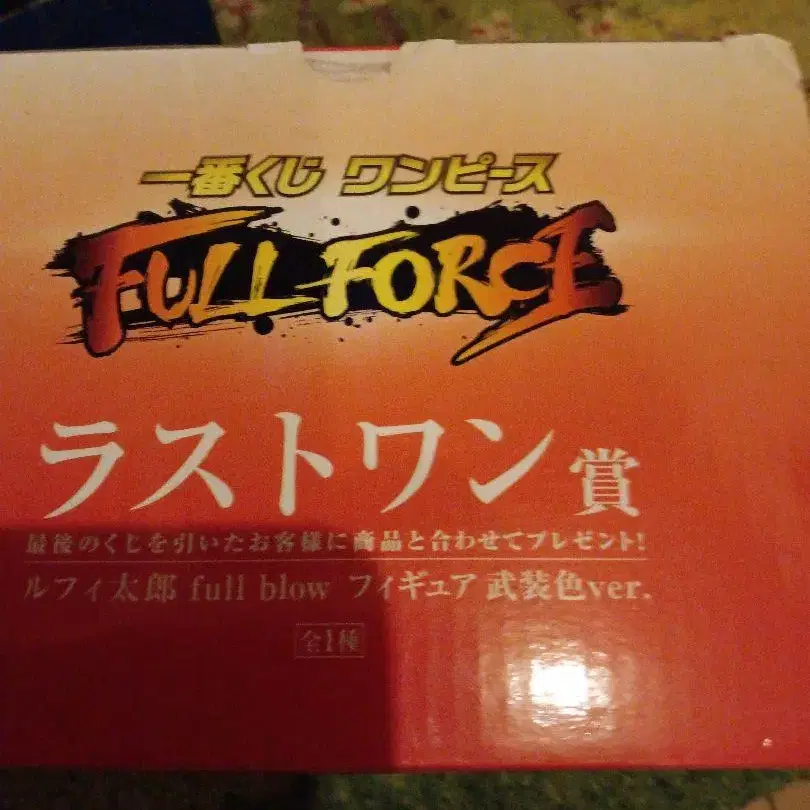 一番くじ ワンピース
FULL FORCE
ラストワン賞
最後のくじを引いたお客様に商品と合わせてプレゼント!
ルフィ太郎 full blow フィギュア 武装色ver.
全1種